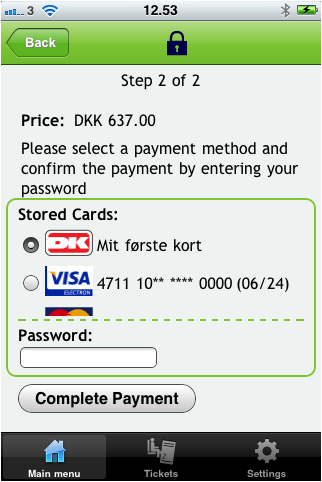 3 12.53
Back
Step 2 of 2
Price: DKK 637.00
Please select a payment method and
confirm the payment by entering your
password
Stored Cards:
DK Mit første kort
VISA
ELECTRON
4711 10** **** 0000 (06/24)
Password:
Complete Payment
Main menu Tickets Settings